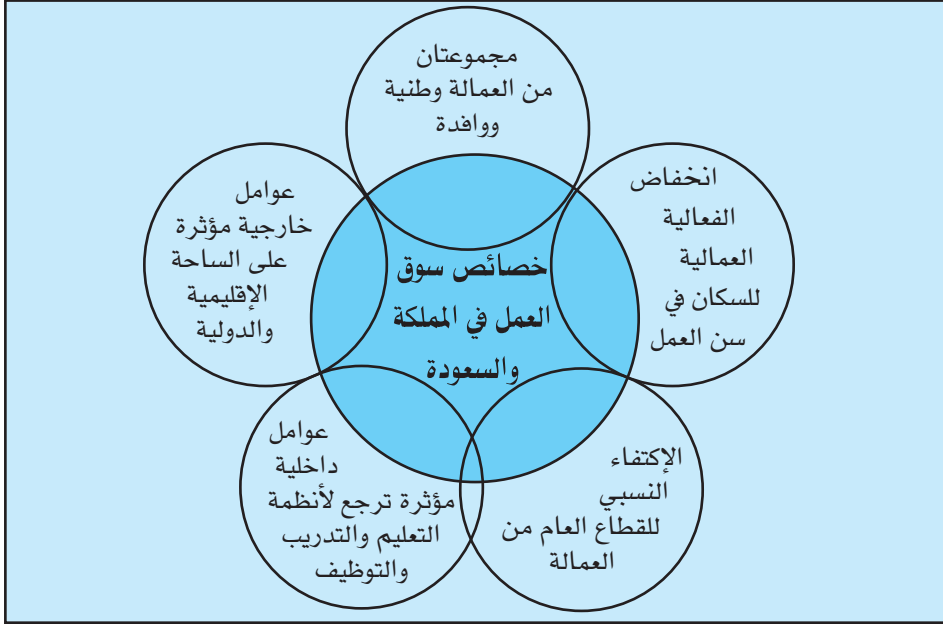 مجموعتان
من العمالة وطنية
ووافدة
انخفاض
الفعالية
العمالية
للسكان في
سن العمل
عوامل
خارجية مؤثرة
على الساحة
الإقليمية
والدولية
خصائص سوق
العمل في المملكة
والسعودة
الإكتفاء
النسبي
للقطاع العام من
العمالة
عوامل
داخلية
مؤثرة ترجع لأنظمة
التعليم والتدريب
والتوظيف